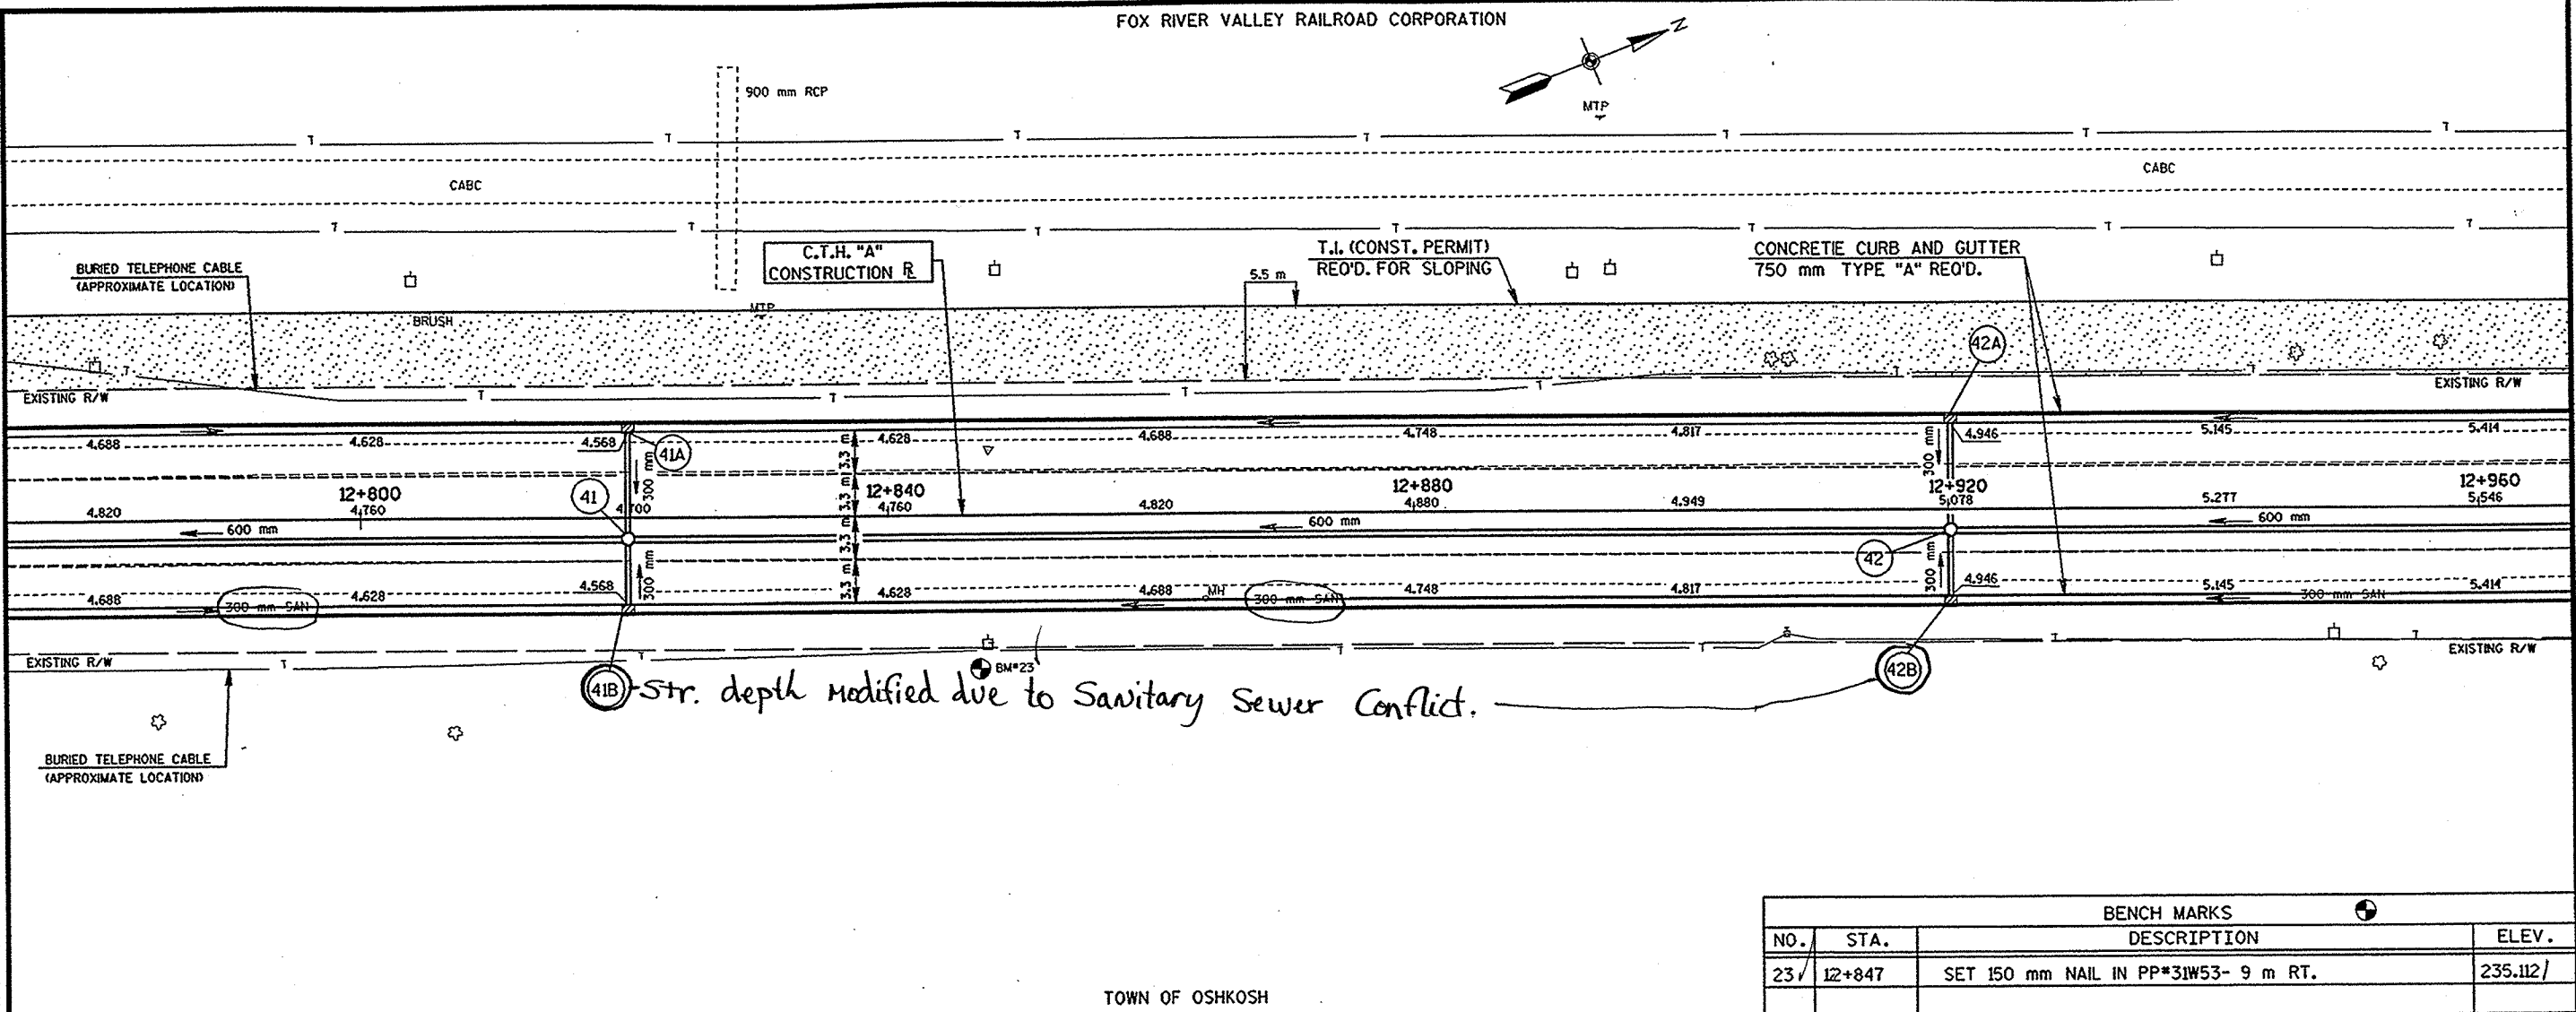 FOX RIVER VALLEY RAILROAD CORPORATION
N
900 mm RCP
MTP
T T T T T T T
CABC CABC
T T T T T T T
C.T.H. "A"
CONSTRUCTION R
T.I. (CONST. PERMIT)
REQ'D. FOR SLOPING
CONCRETIE CURB AND GUTTER
750 mm TYPE "A" REQ'D.
BURIED TELEPHONE CABLE
(APPROXIMATE LOCATION)
5.5 m
MTP
BRUSH
42A
T T T
EXISTING R/W EXISTING R/W
T T T
4.688 4.628 4.568 4.628 4.688 4.748 4.817 4.946 5.145 5.414
41A
300 mm
3.3 m
300 mm
41
12+800 12+840 12+880 12+920 12+960
4.820 4.760 4.700 4.760 4.820 4.880 4.949 5.078 5.277 5.546
3.3 m
600 mm 600 mm 600 mm
3.3 m
42
300 mm
3.3 m
300 mm
4.688 4.628 4.568 4.628 4.688 4.748 4.817 4.946 5.145 5.414
300 mm SAN MH 300 mm SAN 300 mm SAN
EXISTING R/W T T T T T T EXISTING R/W
BM#23
41B Str. depth Modified due to Sanitary Sewer Conflict. 42B
BURIED TELEPHONE CABLE
(APPROXIMATE LOCATION)
BENCH MARKS
NO. STA. DESCRIPTION ELEV.
23 12+847 SET 150 mm NAIL IN PP#31W53- 9 m RT. 235.112
TOWN OF OSHKOSH